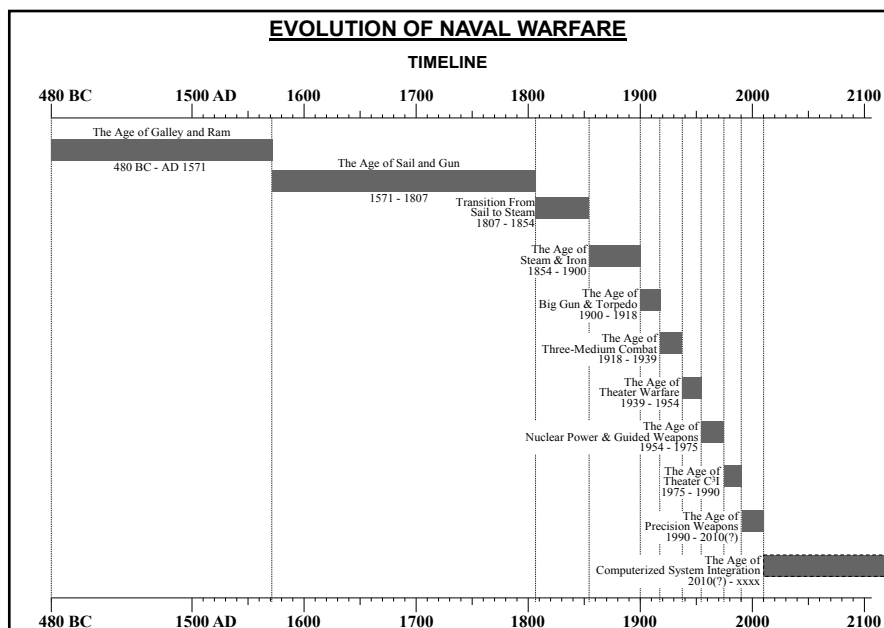 EVOLUTION OF NAVAL WARFARE
TIMELINE
480 BC 1500 AD 1600 1700 1800 1900 2000 2100
The Age of Galley and Ram
480 BC - AD 1571
The Age of Sail and Gun
1571 - 1807
Transition From
Sail to Steam
1807 - 1854
The Age of
Steam & Iron
1854 - 1900
The Age of
Big Gun & Torpedo
1900 - 1918
The Age of
Three-Medium Combat
1918 - 1939
The Age of
Theater Warfare
1939 - 1954
The Age of
Nuclear Power & Guided Weapons
1954 - 1975
The Age of
Theater C³I
1975 - 1990
The Age of
Precision Weapons
1990 - 2010(?)
The Age of
Computerized System Integration
2010(?) - xxxx
480 BC 1500 AD 1600 1700 1800 1900 2000 2100